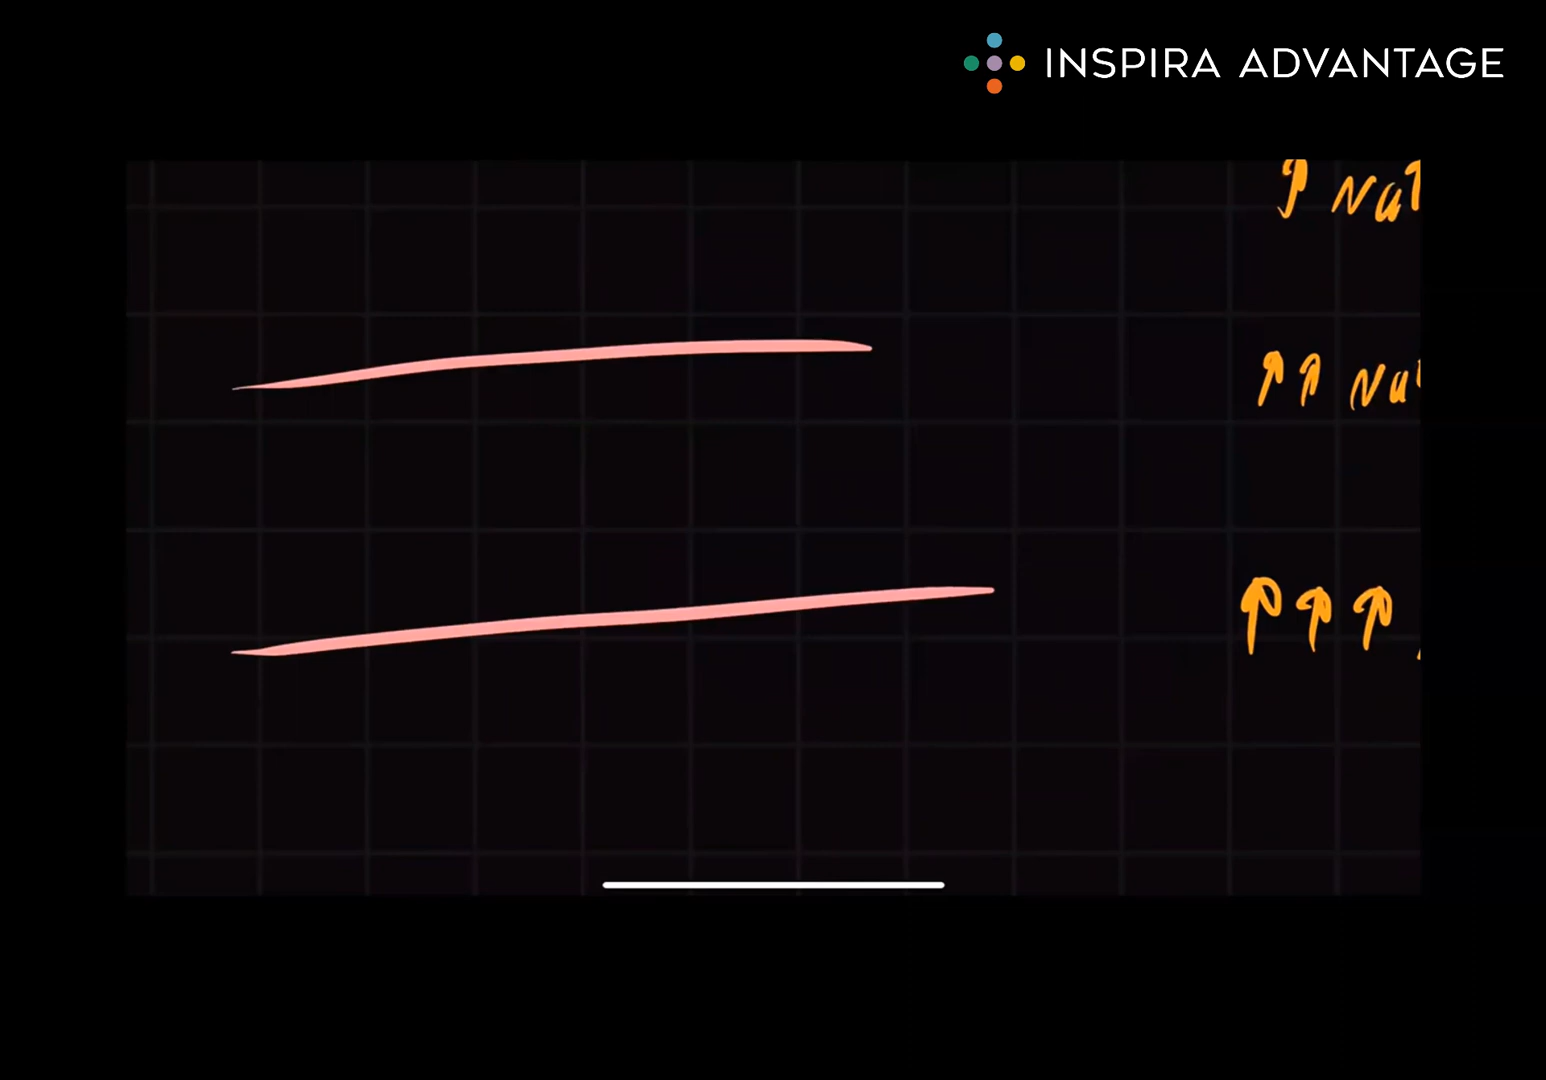 INSPIRA ADVANTAGE
↑ Na
↑↑ Na
↑↑↑